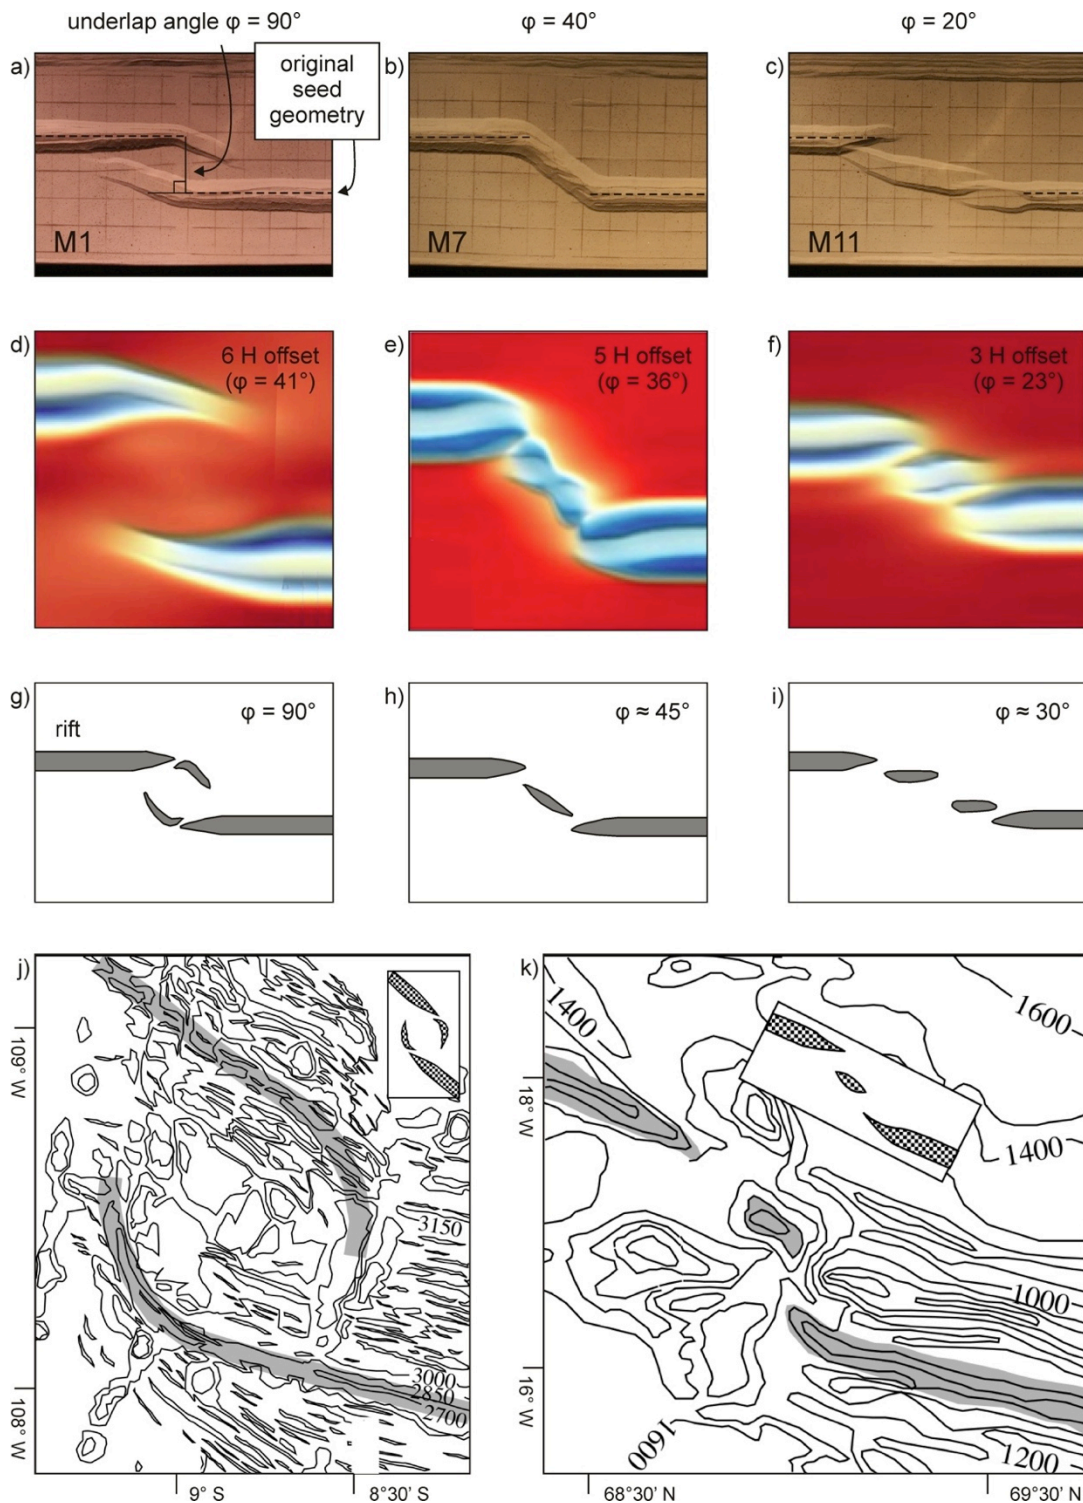 underlap angle φ = 90°
φ = 40°
φ = 20°
a)
original
seed
geometry
M1
b)
M7
c)
M11
d)
6 H offset
(φ = 41°)
e)
5 H offset
(φ = 36°)
f)
3 H offset
(φ = 23°)
g)
φ = 90°
rift
h)
φ ≈ 45°
i)
φ ≈ 30°
j)
109° W
108° W
3150
3000
2850
2700
9° S
8°30' S
k)
1400
1600
18° W
1400
1000
16° W
1600
1200
68°30' N
69°30' N